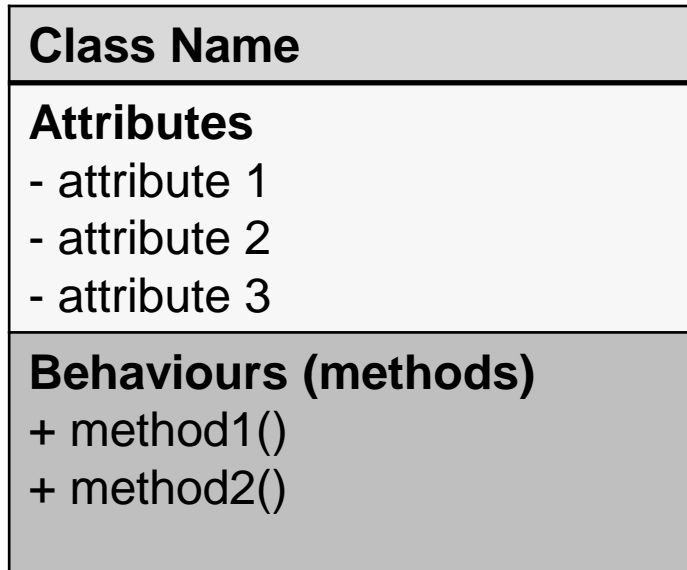 Class Name
Attributes
- attribute 1
- attribute 2
- attribute 3
Behaviours (methods)
+ method1()
+ method2()